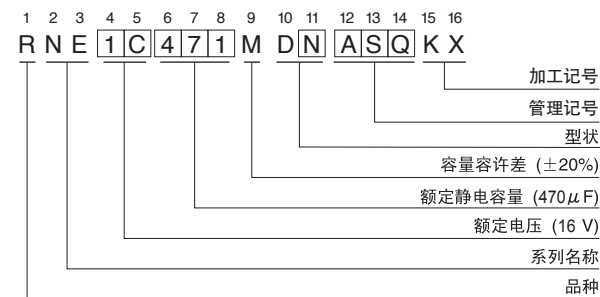 1 2 3 4 5 6 7 8 9 10 11 12 13 14 15 16
R N E 1 C 4 7 1 M D N A S Q K X
加工记号
管理记号
型状
容量容许差 (±20%)
额定静电容量 (470μF)
额定电压 (16 V)
系列名称
品种